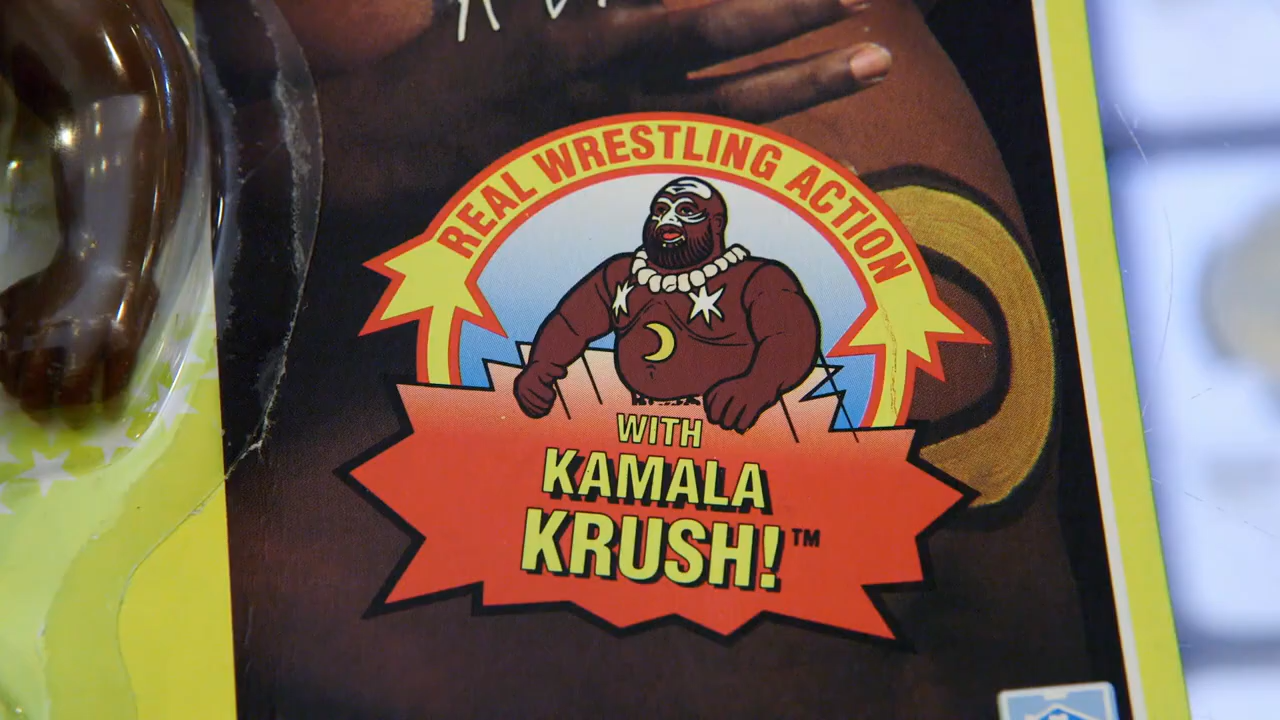 REAL WRESTLING ACTION
WITH
KAMALA
KRUSH!™